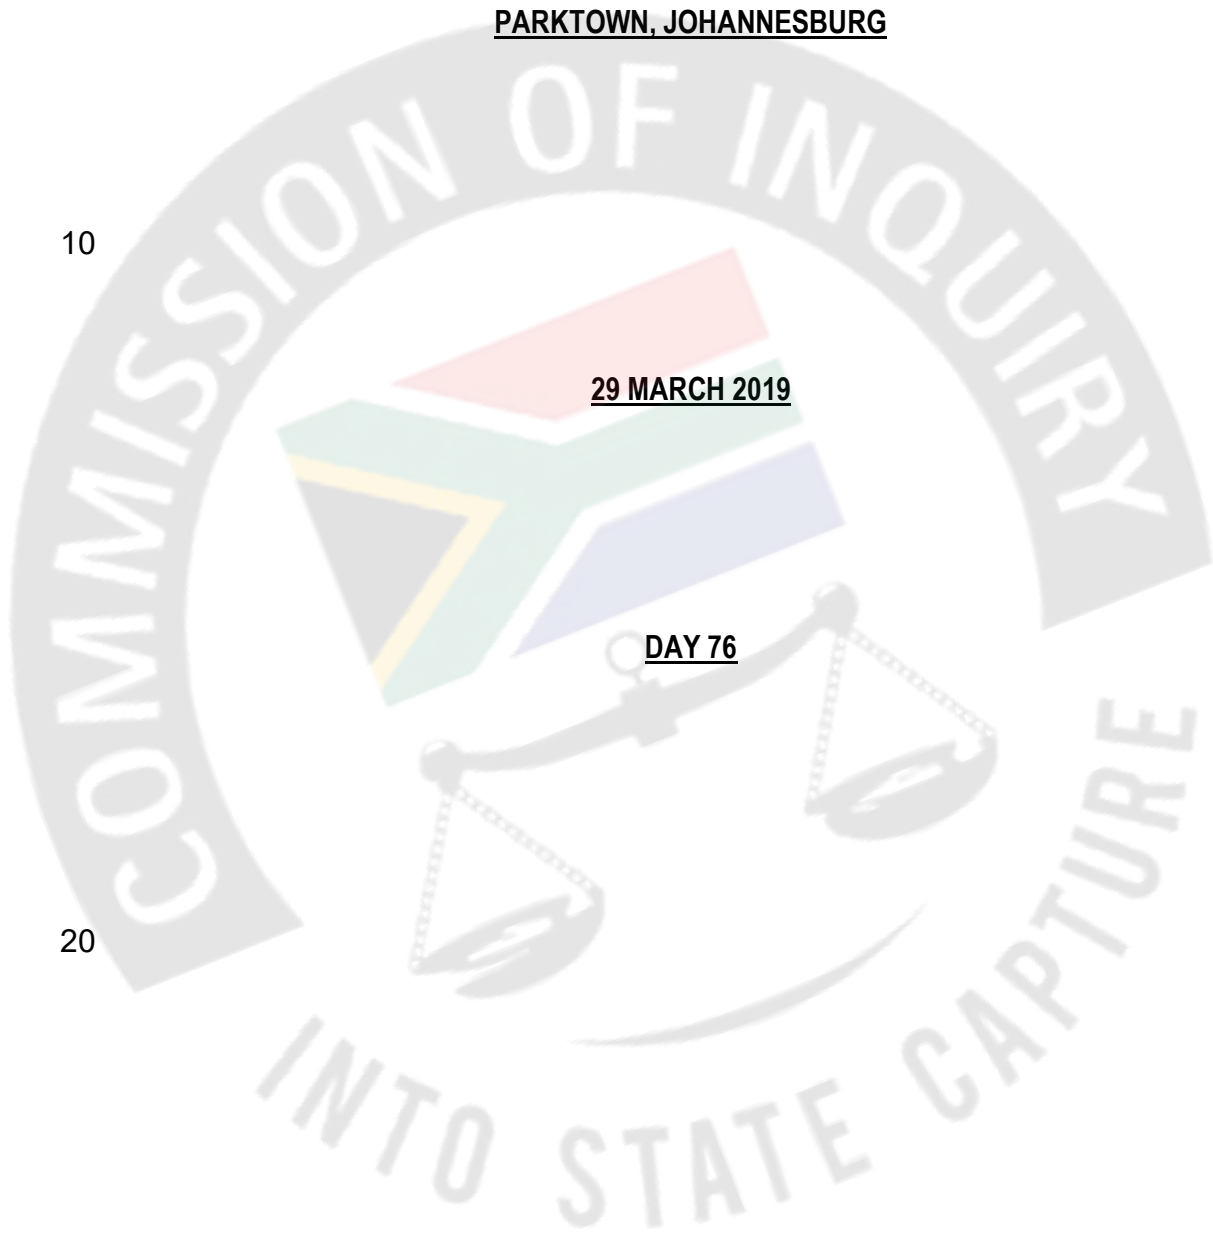 PARKTOWN, JOHANNESBURG
COMMISSION OF INQUIRY
10
29 MARCH 2019
DAY 76
20
INTO STATE CAPTURE